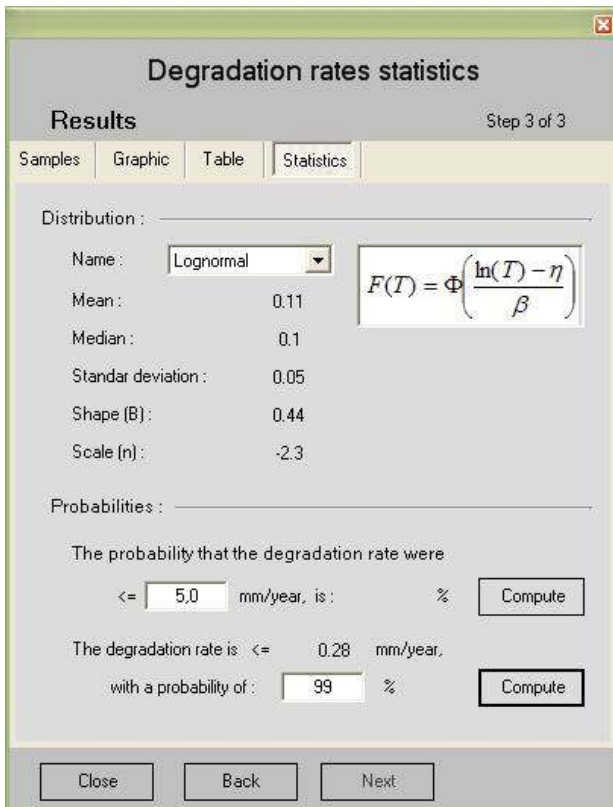 Degradation rates statistics
Results
Step 3 of 3
Samples Graphic Table Statistics
Distribution :
Name : Lognormal
F(T) = Φ((ln(T) − η)/β)
Mean : 0.11
Median : 0.1
Standar deviation : 0.05
Shape (B) : 0.44
Scale (n) : -2.3
Probabilities :
The probability that the degradation rate were
<= 5,0 mm/year, is : % Compute
The degradation rate is <= 0.28 mm/year,
with a probability of : 99 % Compute
Close Back Next